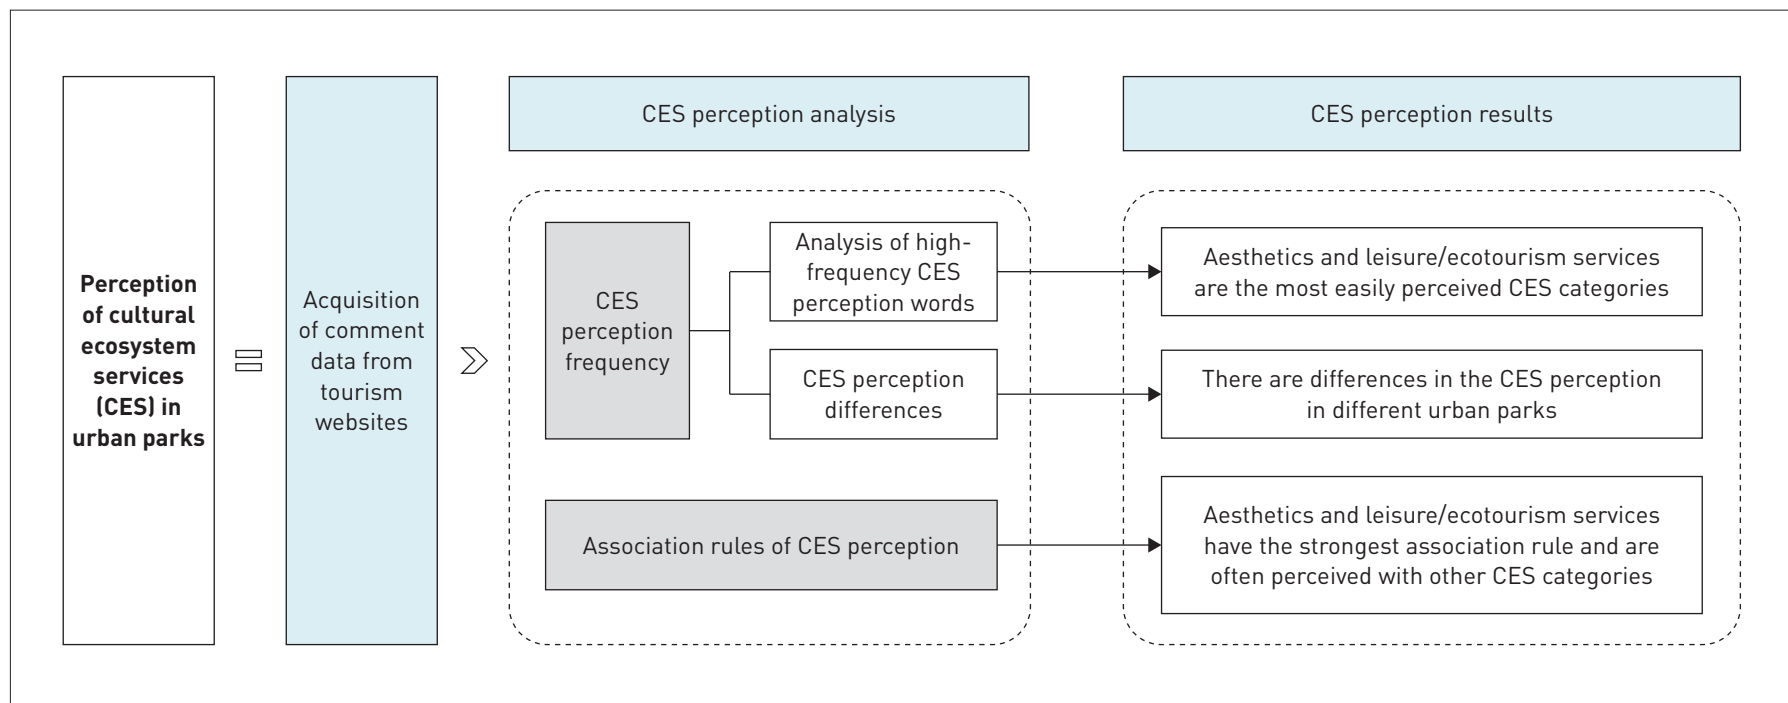 Perception
of cultural
ecosystem
services
(CES) in
urban parks
Acquisition
of comment
data from
tourism
websites
CES perception analysis
CES
perception
frequency
Analysis of high-
frequency CES
perception words
CES perception
differences
Association rules of CES perception
CES perception results
Aesthetics and leisure/ecotourism services
are the most easily perceived CES categories
There are differences in the CES perception
in different urban parks
Aesthetics and leisure/ecotourism services
have the strongest association rule and are
often perceived with other CES categories